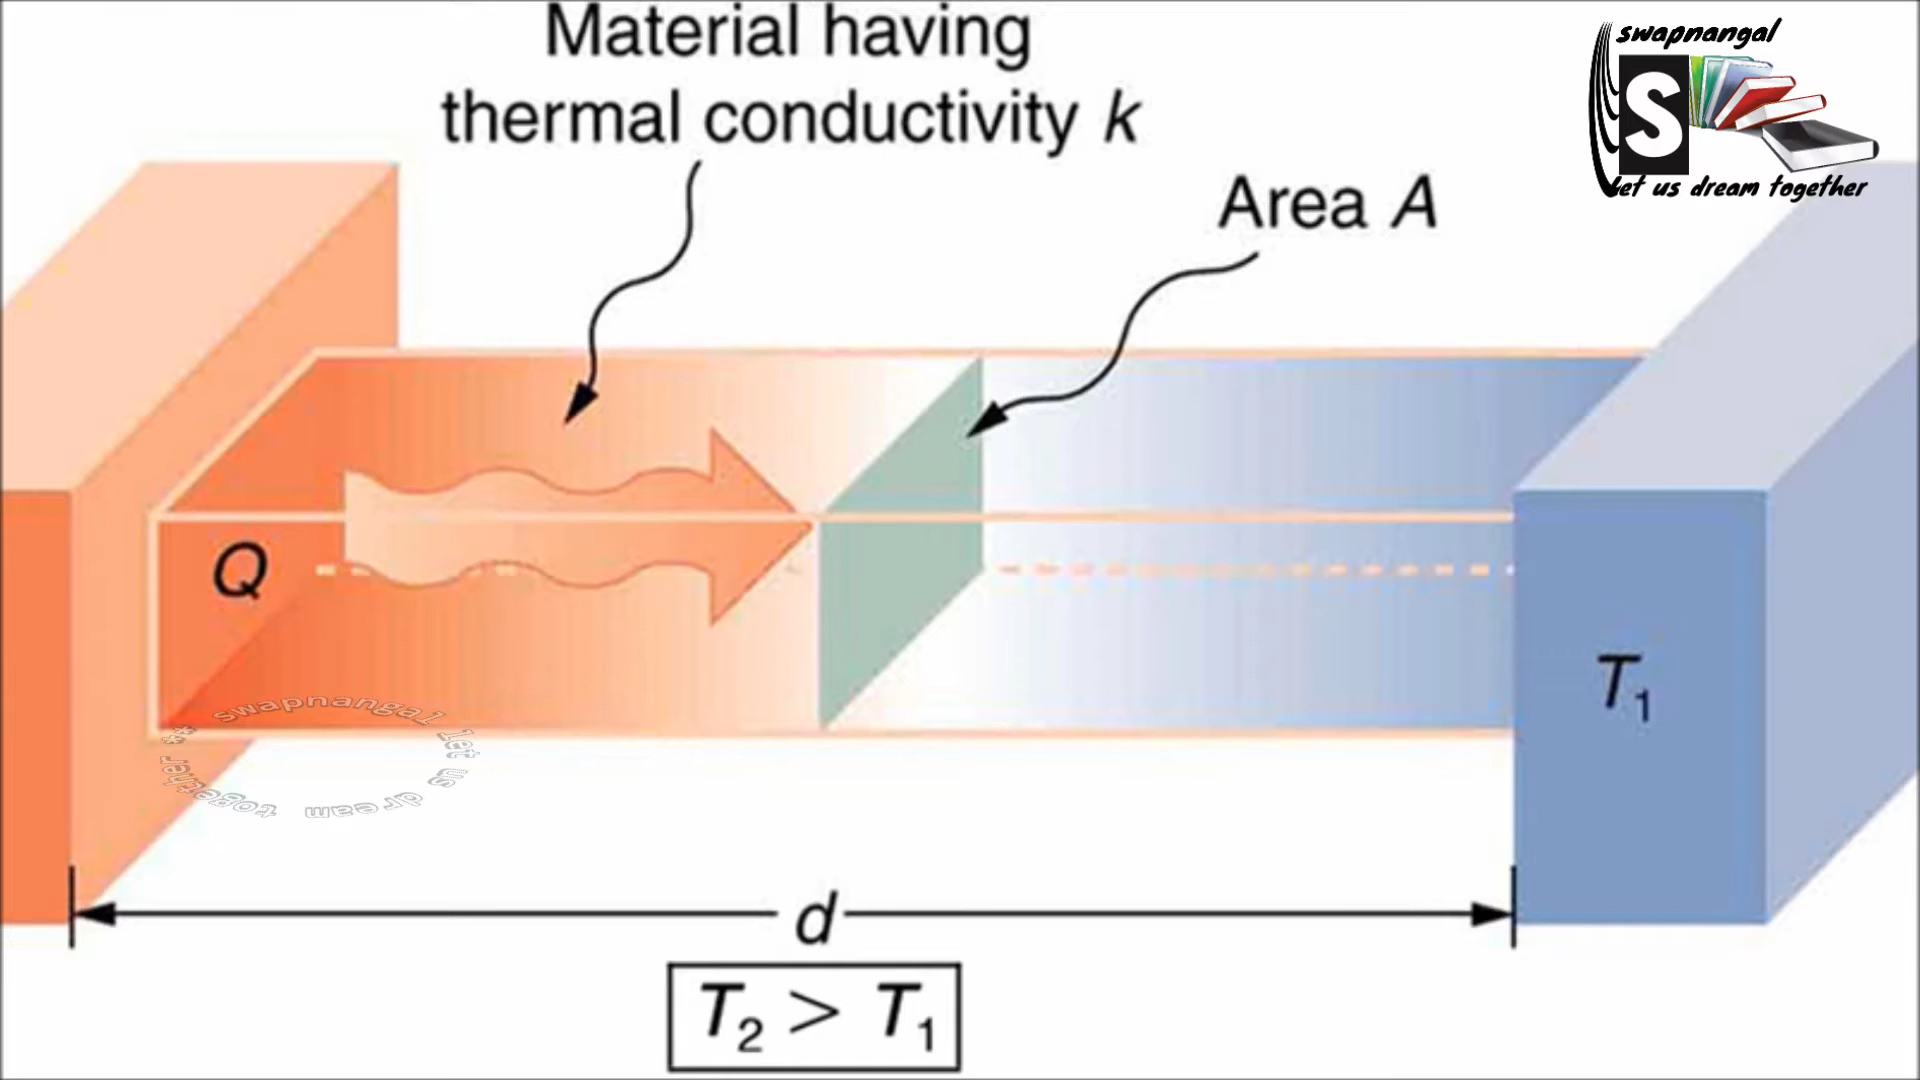 Material having
thermal conductivity k
swapnangal
S
Let us dream together
Area A
Q
T1
swapnangal let us dream together **
d
T2 > T1